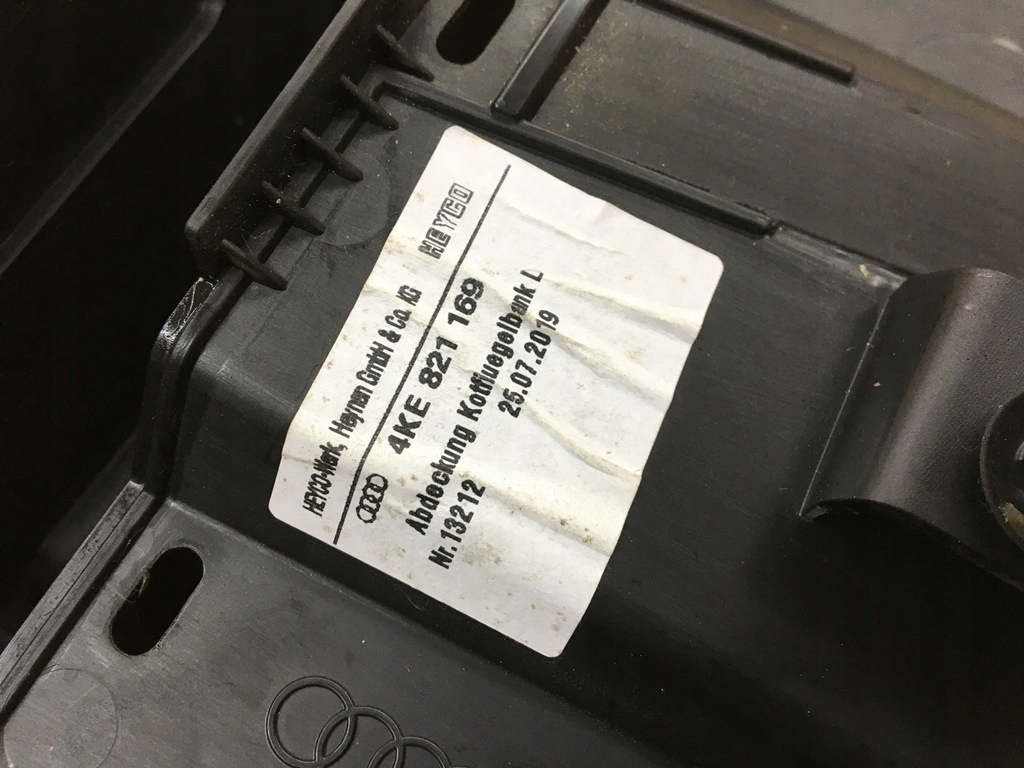 HEYCO-Werk, Heynen GmbH & Co. KG HEYCO
4KE 821 169
Abdeckung Kotfluegelbank L
Nr.13212 25.07.2019